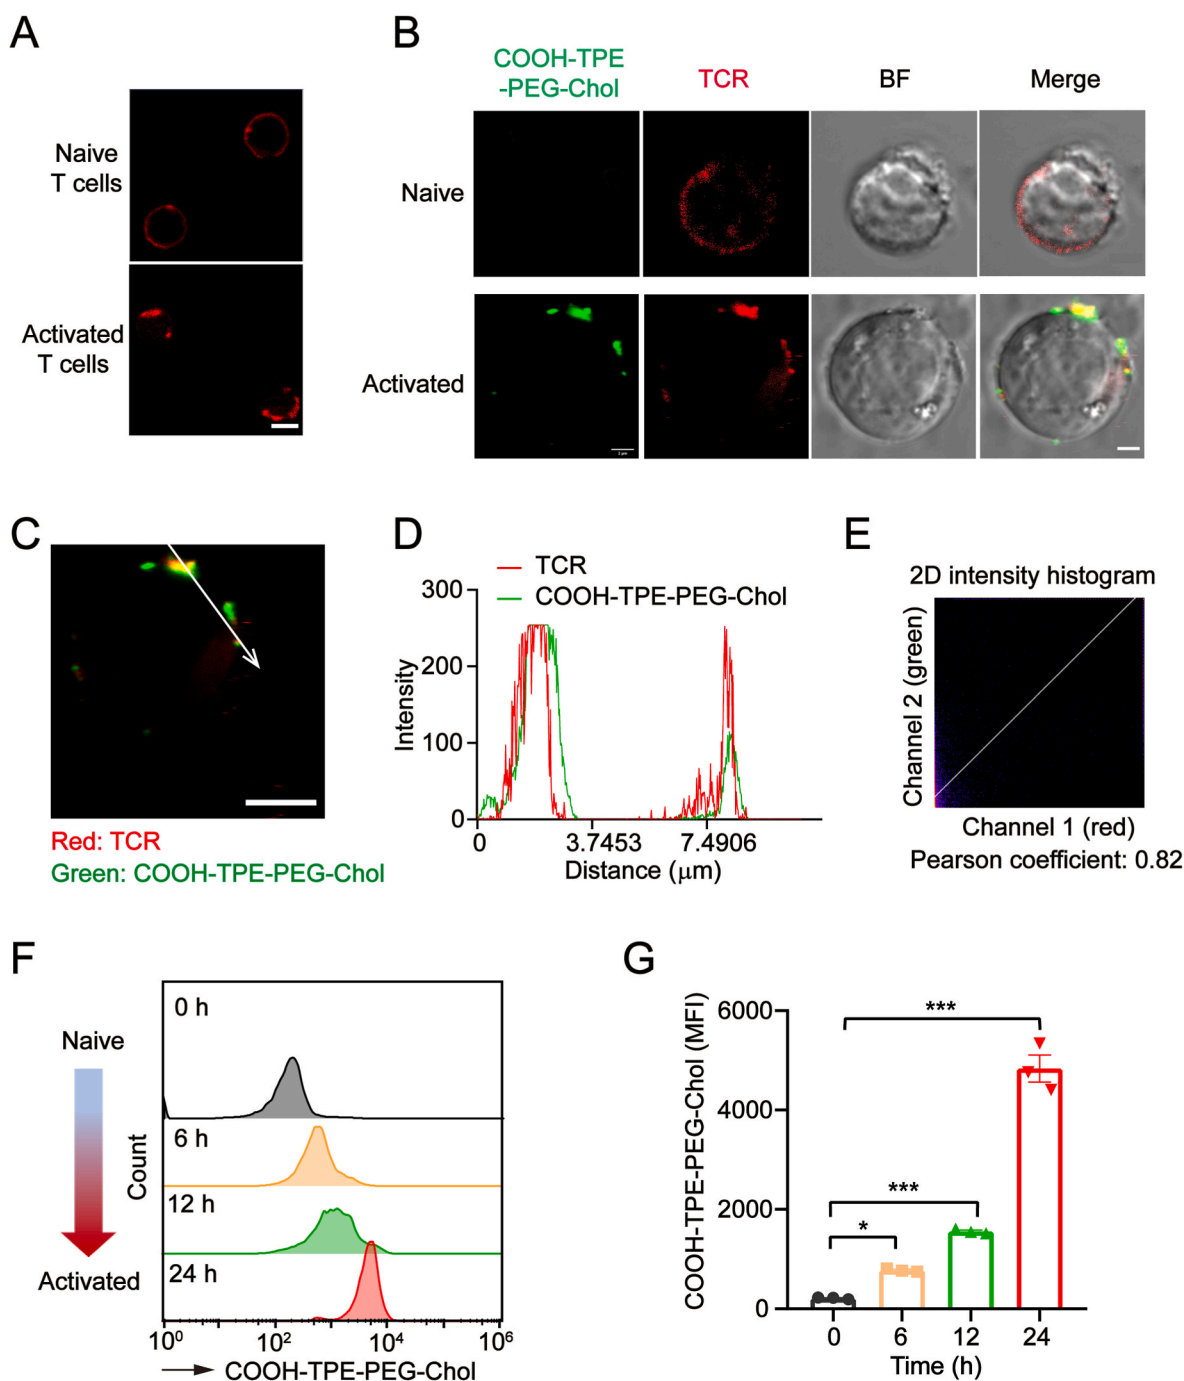 A
Naive
T cells
Activated
T cells
B
COOH-TPE
-PEG-Chol
TCR
BF
Merge
Naive
Activated
C
Red: TCR
Green: COOH-TPE-PEG-Chol
D
TCR
COOH-TPE-PEG-Chol
300
200
100
0
Intensity
0 3.7453 7.4906
Distance (μm)
E
2D intensity histogram
Channel 2 (green)
Channel 1 (red)
Pearson coefficient: 0.82
F
Naive
Activated
Count
0 h
6 h
12 h
24 h
10⁰ 10² 10⁴ 10⁶
COOH-TPE-PEG-Chol
G
COOH-TPE-PEG-Chol (MFI)
6000
4000
2000
0
***
***
*
0 6 12 24
Time (h)